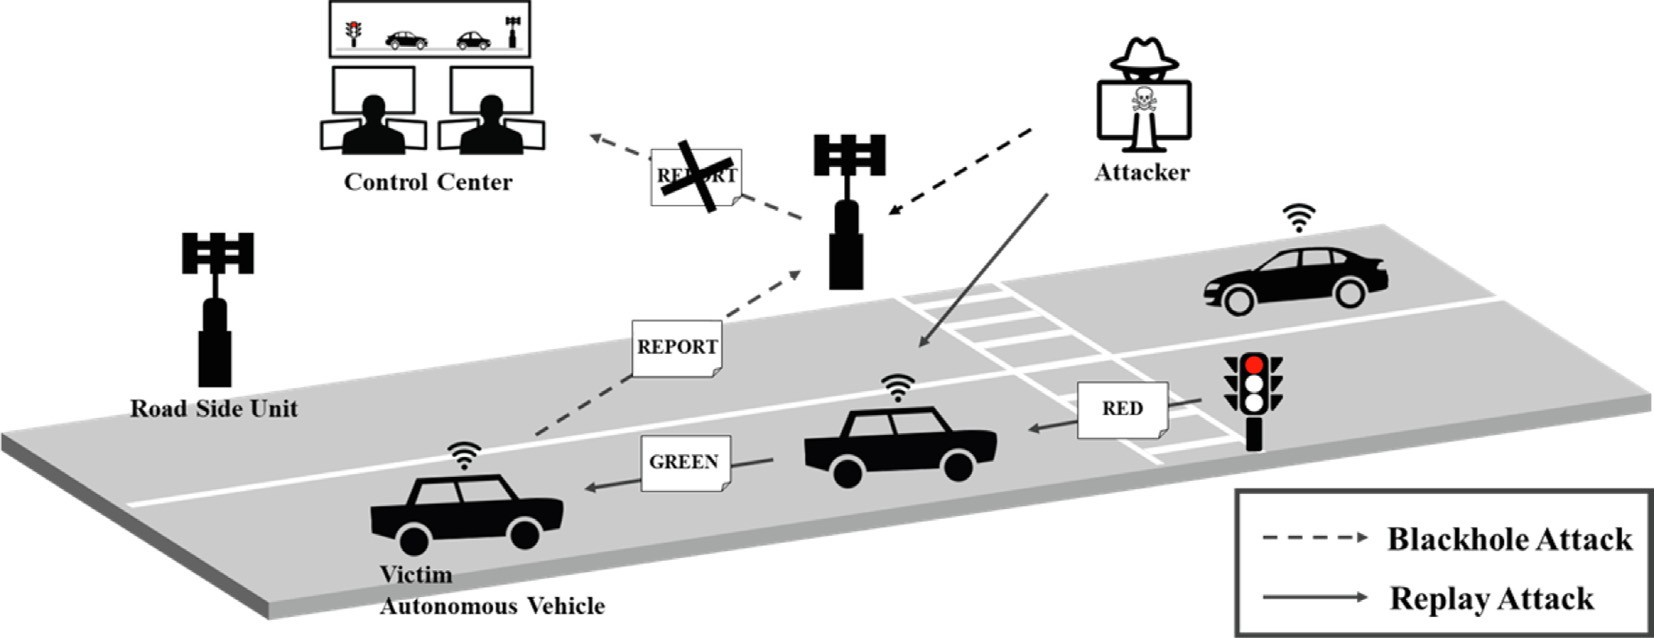 REPORT
Attacker
Control Center
REPORT
RED
Road Side Unit
GREEN
Blackhole Attack
Victim
Autonomous Vehicle
Replay Attack